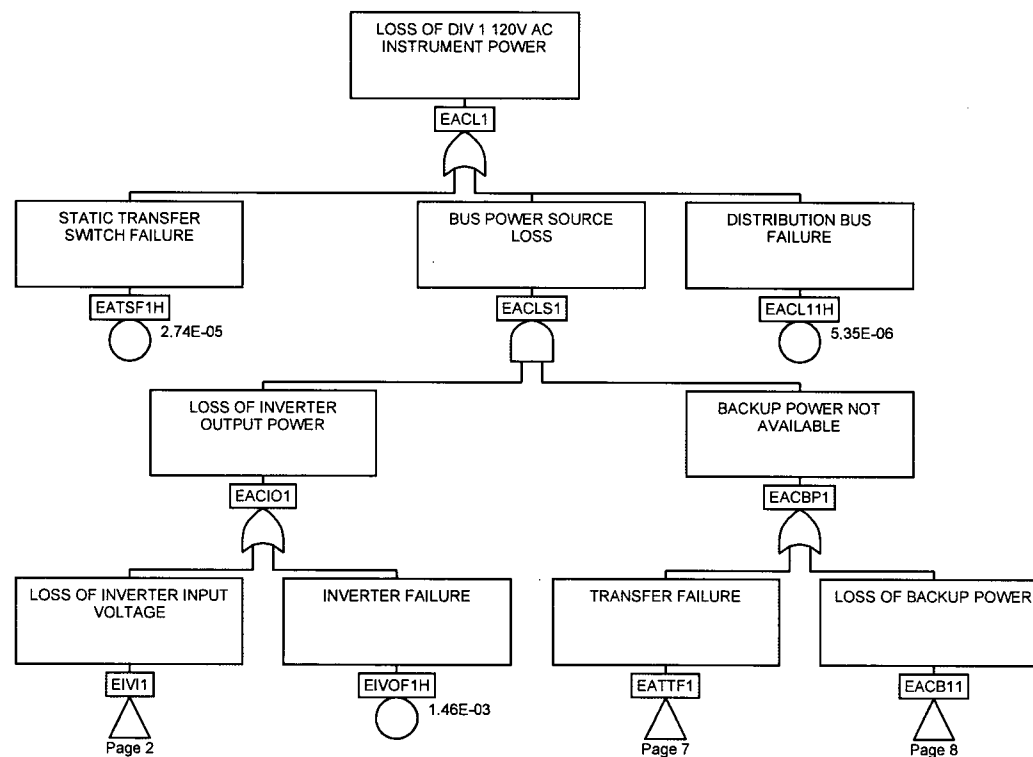 LOSS OF DIV 1 120V AC
INSTRUMENT POWER
EACL1
STATIC TRANSFER
SWITCH FAILURE
BUS POWER SOURCE
LOSS
DISTRIBUTION BUS
FAILURE
EATSF1H
2.74E-05
EACLS1
EACL11H
5.35E-06
LOSS OF INVERTER
OUTPUT POWER
BACKUP POWER NOT
AVAILABLE
EACIO1
EACBP1
LOSS OF INVERTER INPUT
VOLTAGE
INVERTER FAILURE
TRANSFER FAILURE
LOSS OF BACKUP POWER
EIVI1
EIVOF1H
1.46E-03
EATTF1
EACB11
Page 2
Page 7
Page 8